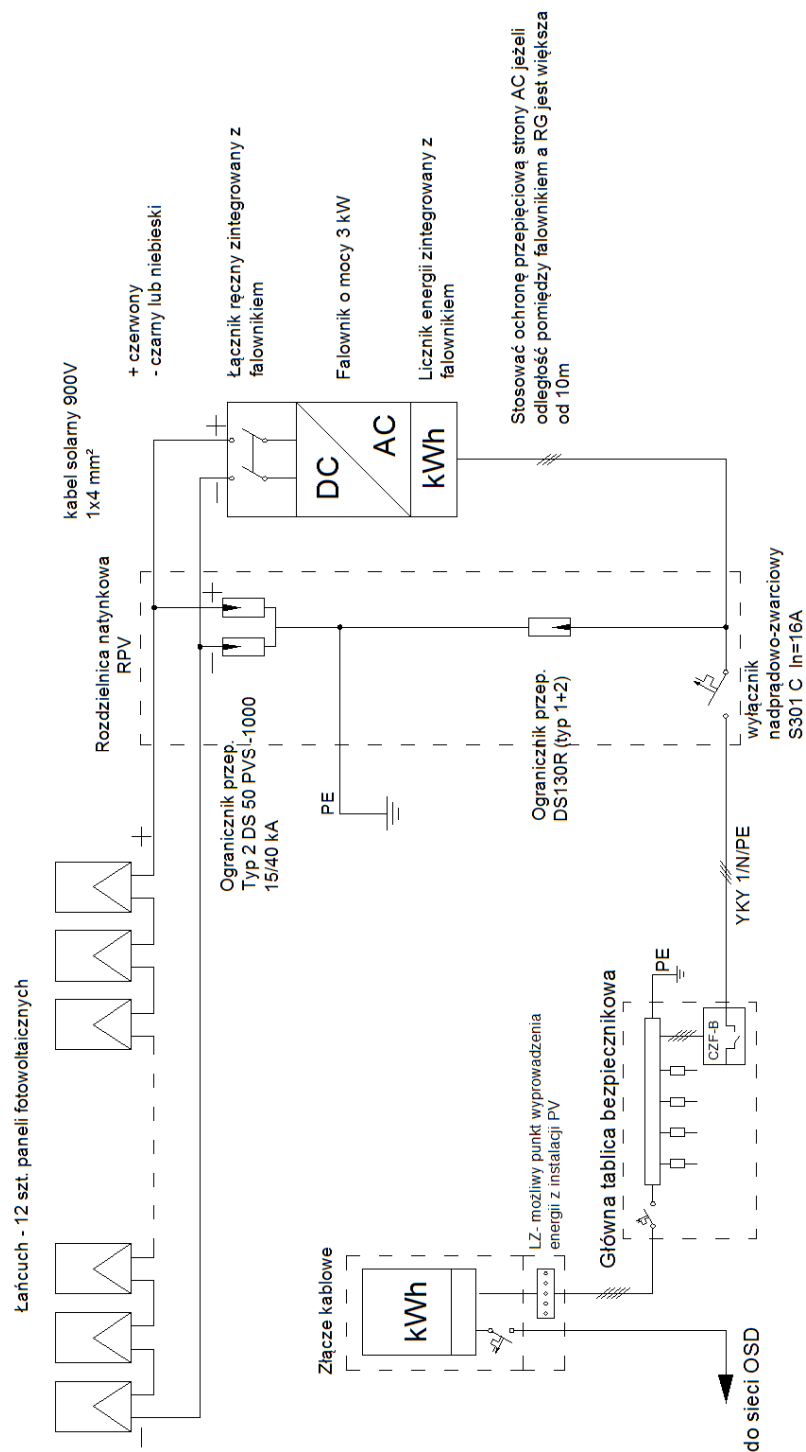 Łańcuch - 12 szt. paneli fotowoltaicznych
+
−
kabel solarny 900V
1x4 mm²
Rozdzielnica natynkowa
RPV
+ czerwony
- czarny lub niebieski
Łącznik ręczny zintegrowany z
falownikiem
Falownik o mocy 3 kW
Licznik energii zintegrowany z
falownikiem
Stosować ochronę przepięciową strony AC jeżeli
odległość pomiędzy falownikiem a RG jest większa
od 10m
−
+
DC
AC
kWh
−
+
Ogranicznik przep.
Typ 2 DS 50 PVS -1000
15/40 kA
PE
Ogranicznik przep.
DS130R (typ 1+2)
wyłącznik
nadprądowo-zwarciowy
S301 C In=16A
YKY 1/N/PE
Główna tablica bezpiecznikowa
PE
CZF-B
LZ- możliwy punkt wyprowadzenia
energii z instalacji PV
Złącze kablowe
kWh
do sieci OSD